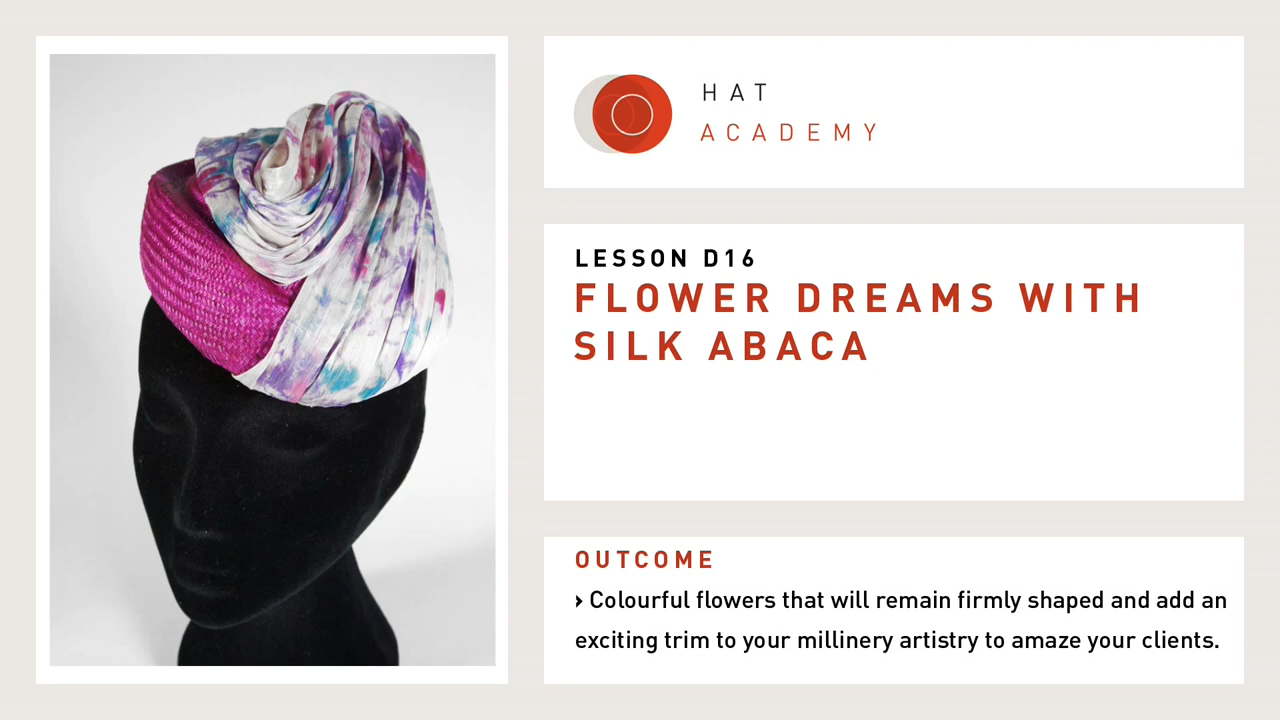 HAT
ACADEMY
LESSON D16
FLOWER DREAMS WITH
SILK ABACA
OUTCOME
› Colourful flowers that will remain firmly shaped and add an
exciting trim to your millinery artistry to amaze your clients.